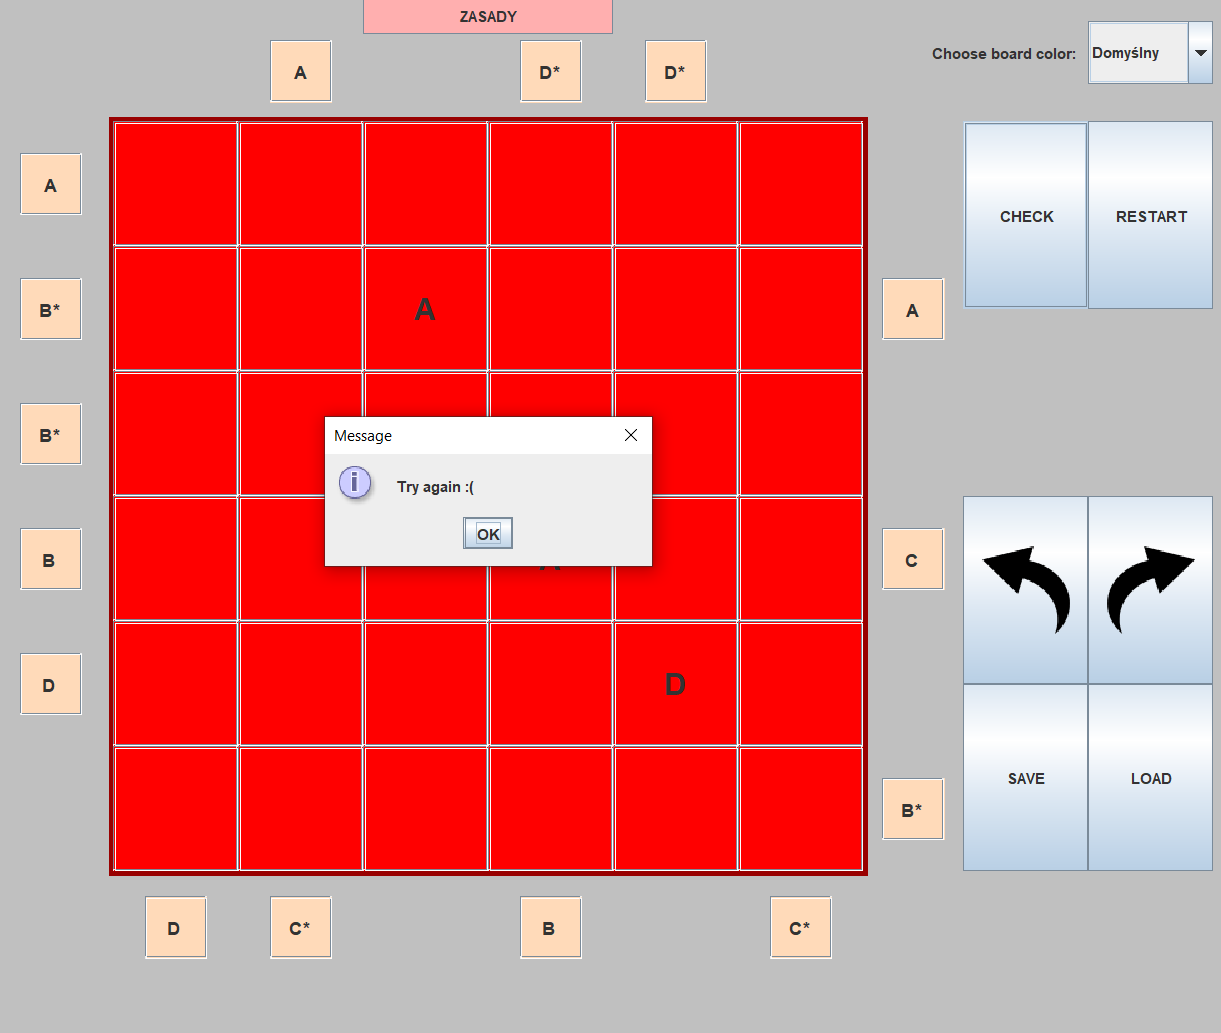 ZASADY
Choose board color: Domyślny
A D* D*
A
CHECK RESTART
B* A A
B*
Message
Try again :(
OK
B C
D D
SAVE LOAD
B*
D C* B C*